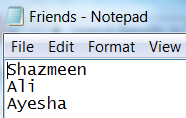 Friends - Notepad
File Edit Format View
Shazmeen
Ali
Ayesha